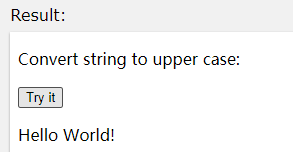 Result:
Convert string to upper case:
Try it
Hello World!